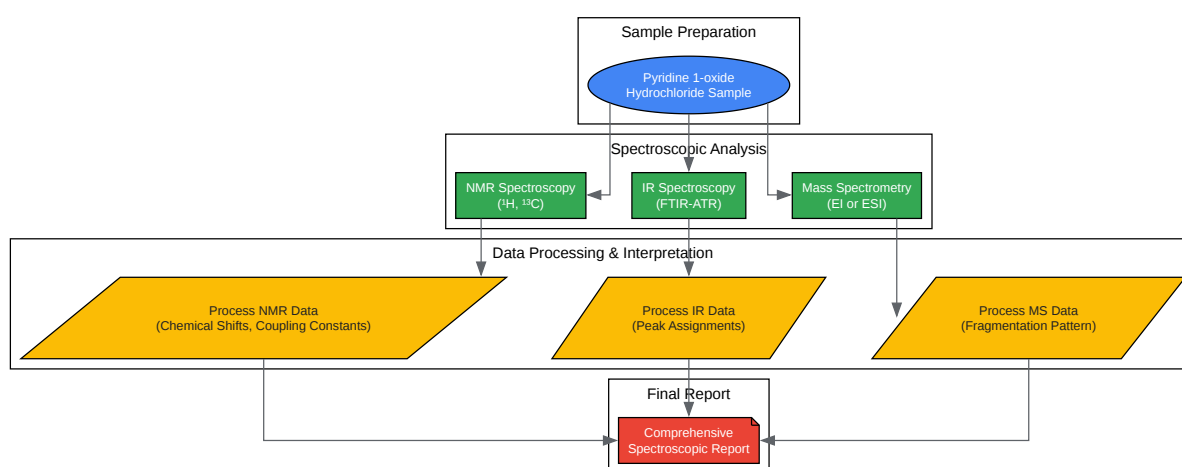 Sample Preparation
Pyridine 1-oxide
Hydrochloride Sample
Spectroscopic Analysis
NMR Spectroscopy
(¹H, ¹³C)
IR Spectroscopy
(FTIR-ATR)
Mass Spectrometry
(EI or ESI)
Data Processing & Interpretation
Process NMR Data
(Chemical Shifts, Coupling Constants)
Process IR Data
(Peak Assignments)
Process MS Data
(Fragmentation Pattern)
Final Report
Comprehensive
Spectroscopic Report